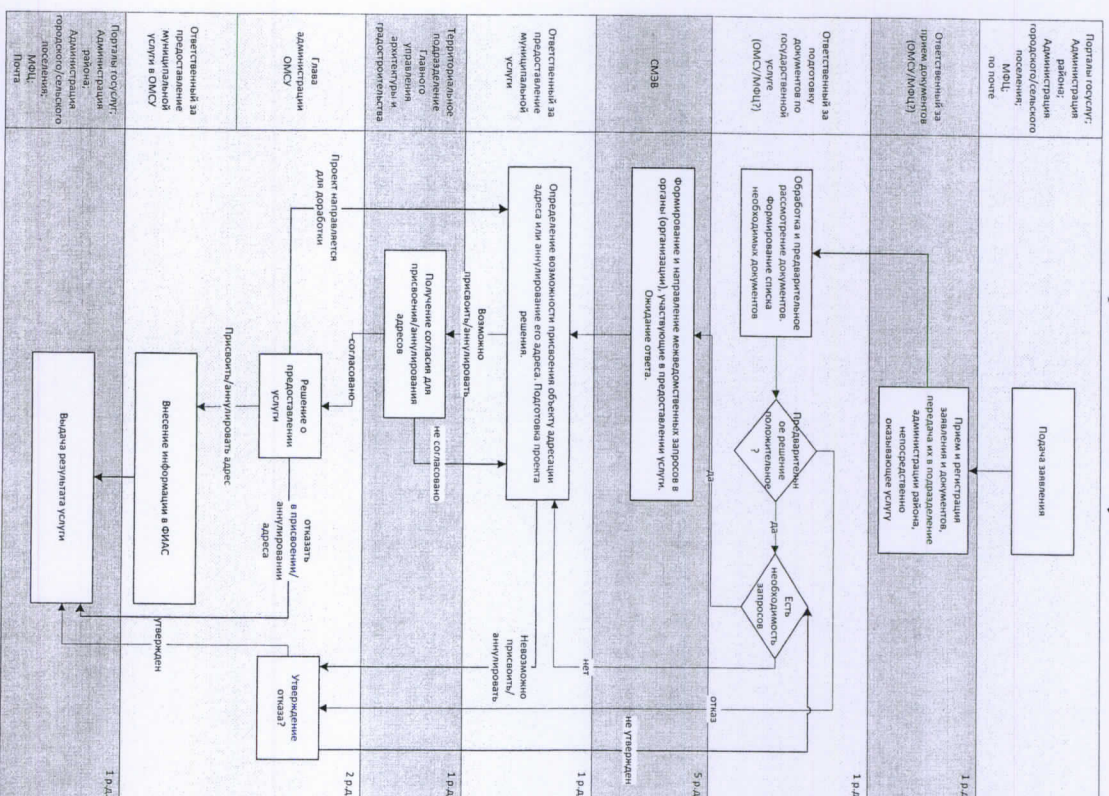 Порталы госуслуг;
Администрация
района;
Администрация
городского/сельского
поселения;
МФЦ;
по почте
Подача заявления
Ответственный за
прием документов
(ОМСУ/МФЦ?)
Прием и регистрация
заявления и документов,
передача их в подразделение
администрации района,
непосредственно
оказывающее услугу
1 р.д
Ответственный за
подготовку
документов по
государственной
услуге
(ОМСУ/МФЦ?)
Обработка и предварительное
рассмотрение документов.
Формирование списка
необходимых документов
Предварительн
ое решение
положительное
?
да
Есть
необходимость
запросов
1 р.д
СМЭВ
Формирование и направление межведомственных запросов в
органы (организации), участвующие в предоставлении услуги.
Ожидание ответа.
да
нет
отказ
не утвержден
5 р.д
Ответственный за
предоставление
муниципальной
услуги
Определение возможности присвоения объекту адресации
адреса или аннулирование его адреса. Подготовка проекта
решения.
Невозможно
присвоить/
аннулировать
1 р.д
Территориальное
подразделение
Главного
управления
архитектуры и
градостроительства
Возможно
присвоить/аннулировать
Получение согласия для
присвоения/аннулирования
адресов
не согласовано
1 р.д
Глава
администрации
ОМСУ
Проект направляется
для доработки
согласовано
Решение о
предоставлении
услуги
Присвоить/аннулировать адрес
отказать
в присвоении/
аннулировании
адреса
Утверждение
отказа?
2 р.д
Ответственный за
предоставление
муниципальной
услуги в ОМСУ
Внесение информации в ФИАС
утвержден
Порталы госуслуг;
Администрация
района;
Администрация
городского/сельского
поселения;
МФЦ;
Почта
Выдача результата услуги
1 р.д